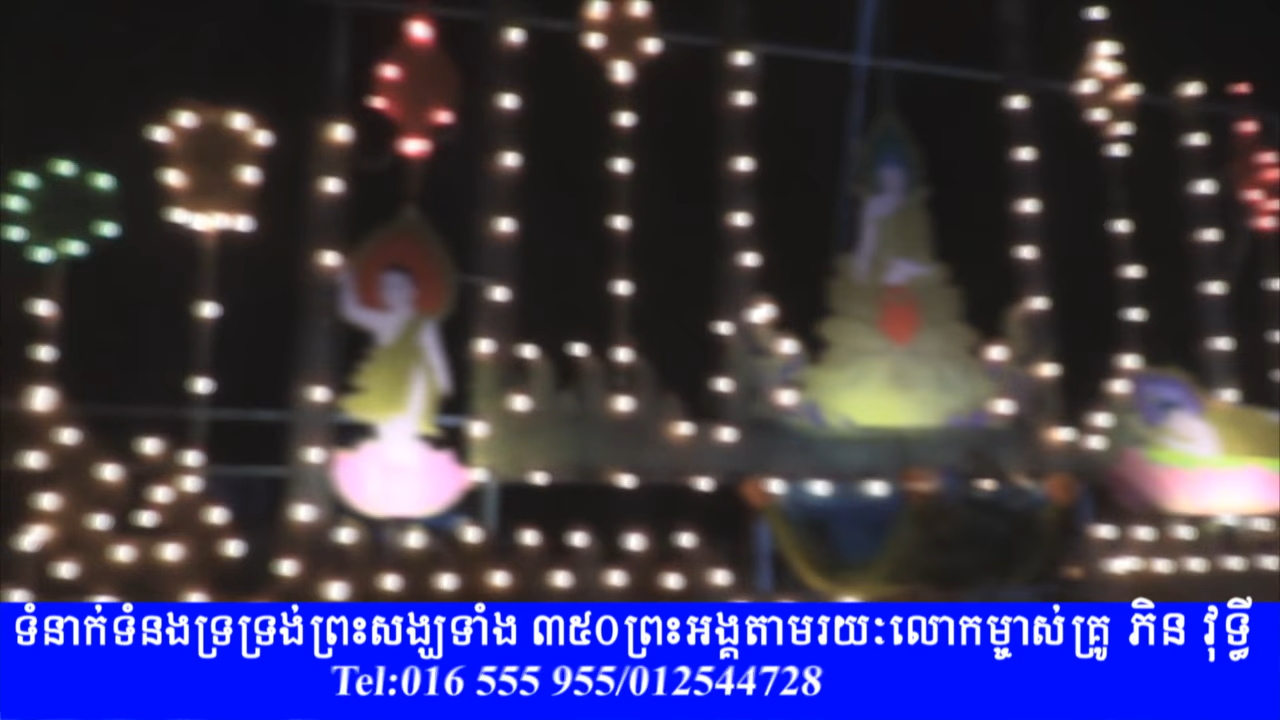 ទំនាក់ទំនងទ្រទ្រង់ព្រះសង្ឃទាំង ៣៥០ព្រះអង្គតាមរយៈលោកម្ចាស់គ្រូ ភិន វុទ្ធី
Tel:016 555 955/012544728